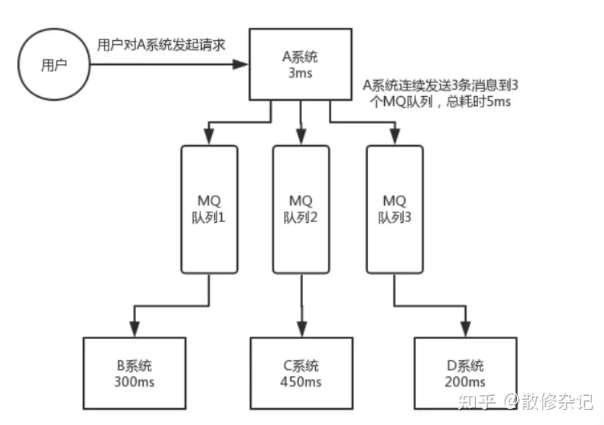 用户
用户对A系统发起请求
A系统
3ms
A系统连续发送3条消息到3
个MQ队列，总耗时5ms
MQ
队列1
MQ
队列2
MQ
队列3
B系统
300ms
C系统
450ms
D系统
200ms
知乎 @散修杂记